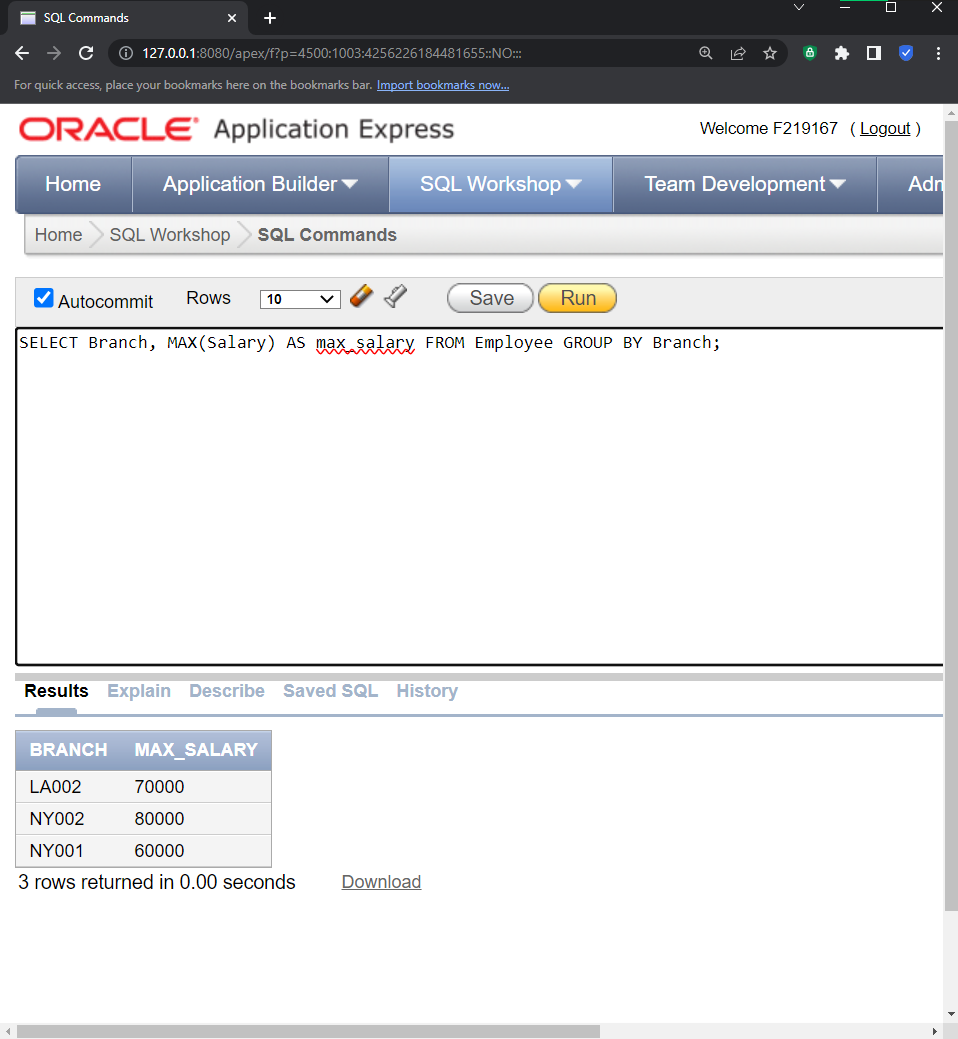 SQL Commands
127.0.0.1:8080/apex/f?p=4500:1003:4256226184481655::NO:::
For quick access, place your bookmarks here on the bookmarks bar. Import bookmarks now...
ORACLE® Application Express
Welcome F219167 ( Logout )
Home Application Builder SQL Workshop Team Development Adm
Home SQL Workshop SQL Commands
Autocommit Rows 10 Save Run
SELECT Branch, MAX(Salary) AS max_salary FROM Employee GROUP BY Branch;
Results Explain Describe Saved SQL History
BRANCH MAX_SALARY
LA002 70000
NY002 80000
NY001 60000
3 rows returned in 0.00 seconds Download